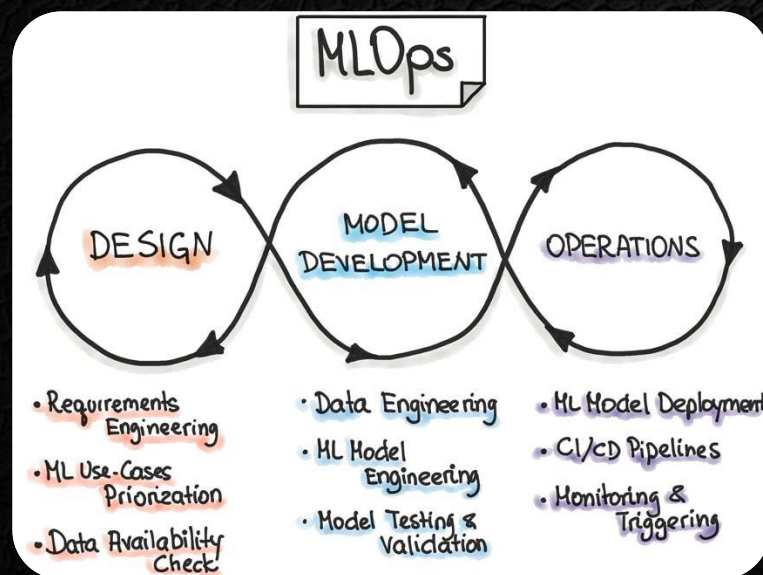 MLOps
DESIGN
MODEL
DEVELOPMENT
OPERATIONS
• Requirements
Engineering
• ML Use-Cases
Priorization
• Data Availability
Check
• Data Engineering
• ML Model
Engineering
• Model Testing &
Validation
• ML Model Deployment
• CI/CD Pipelines
• Monitoring &
Triggering